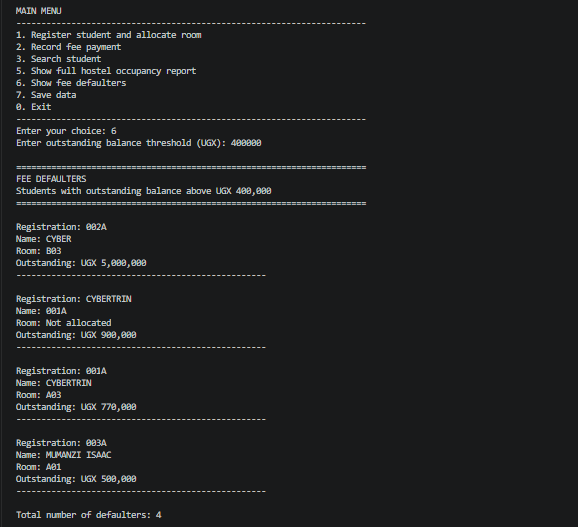 MAIN MENU
----------------------------------------------------------------------
1. Register student and allocate room
2. Record fee payment
3. Search student
5. Show full hostel occupancy report
6. Show fee defaulters
7. Save data
0. Exit
----------------------------------------------------------------------
Enter your choice: 6
Enter outstanding balance threshold (UGX): 400000
======================================================================
FEE DEFAULTERS
Students with outstanding balance above UGX 400,000
======================================================================
Registration: 002A
Name: CYBER
Room: B03
Outstanding: UGX 5,000,000
--------------------------------------------------
Registration: CYBERTRIN
Name: 001A
Room: Not allocated
Outstanding: UGX 900,000
--------------------------------------------------
Registration: 001A
Name: CYBERTRIN
Room: A03
Outstanding: UGX 770,000
--------------------------------------------------
Registration: 003A
Name: MUMANZI ISAAC
Room: A01
Outstanding: UGX 500,000
--------------------------------------------------
Total number of defaulters: 4